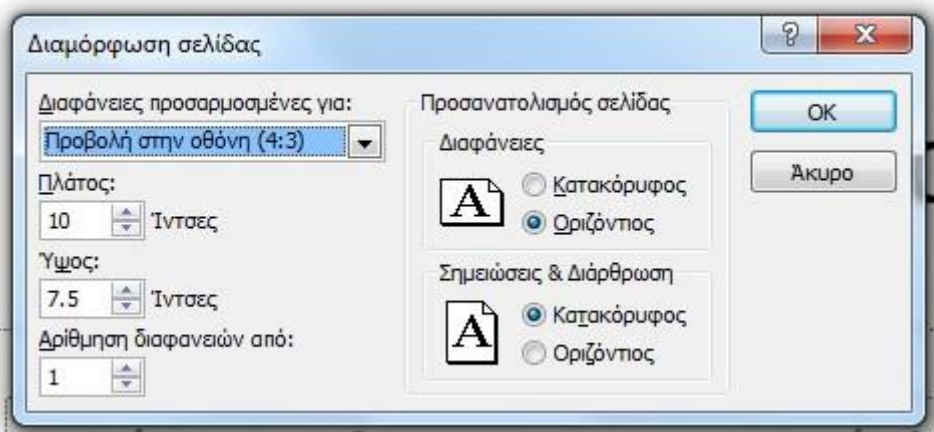 Διαμόρφωση σελίδας
Διαφάνειες προσαρμοσμένες για:
Προβολή στην οθόνη (4:3)
Πλάτος:
10 Ίντσες
Ύψος:
7.5 Ίντσες
Αρίθμηση διαφανειών από:
1
Προσανατολισμός σελίδας
Διαφάνειες
A
Κατακόρυφος
Οριζόντιος
Σημειώσεις & Διάρθρωση
A
Κατακόρυφος
Οριζόντιος
OK
Άκυρο